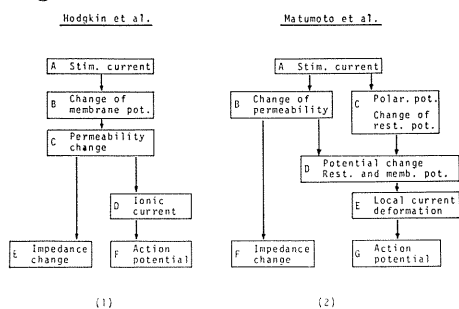 Hodgkin et al.
A Stim. current
B Change of
membrane pot.
C Permeability
change
D Ionic
current
E Impedance
change
F Action
potential
(1)
Matumoto et al.
A Stim. current
B Change of
permeability
C Polar. pot.
Change of
rest. pot.
D Potential change
Rest. and memb. pot.
E Local current
deformation
F Impedance
change
G Action
potential
(2)